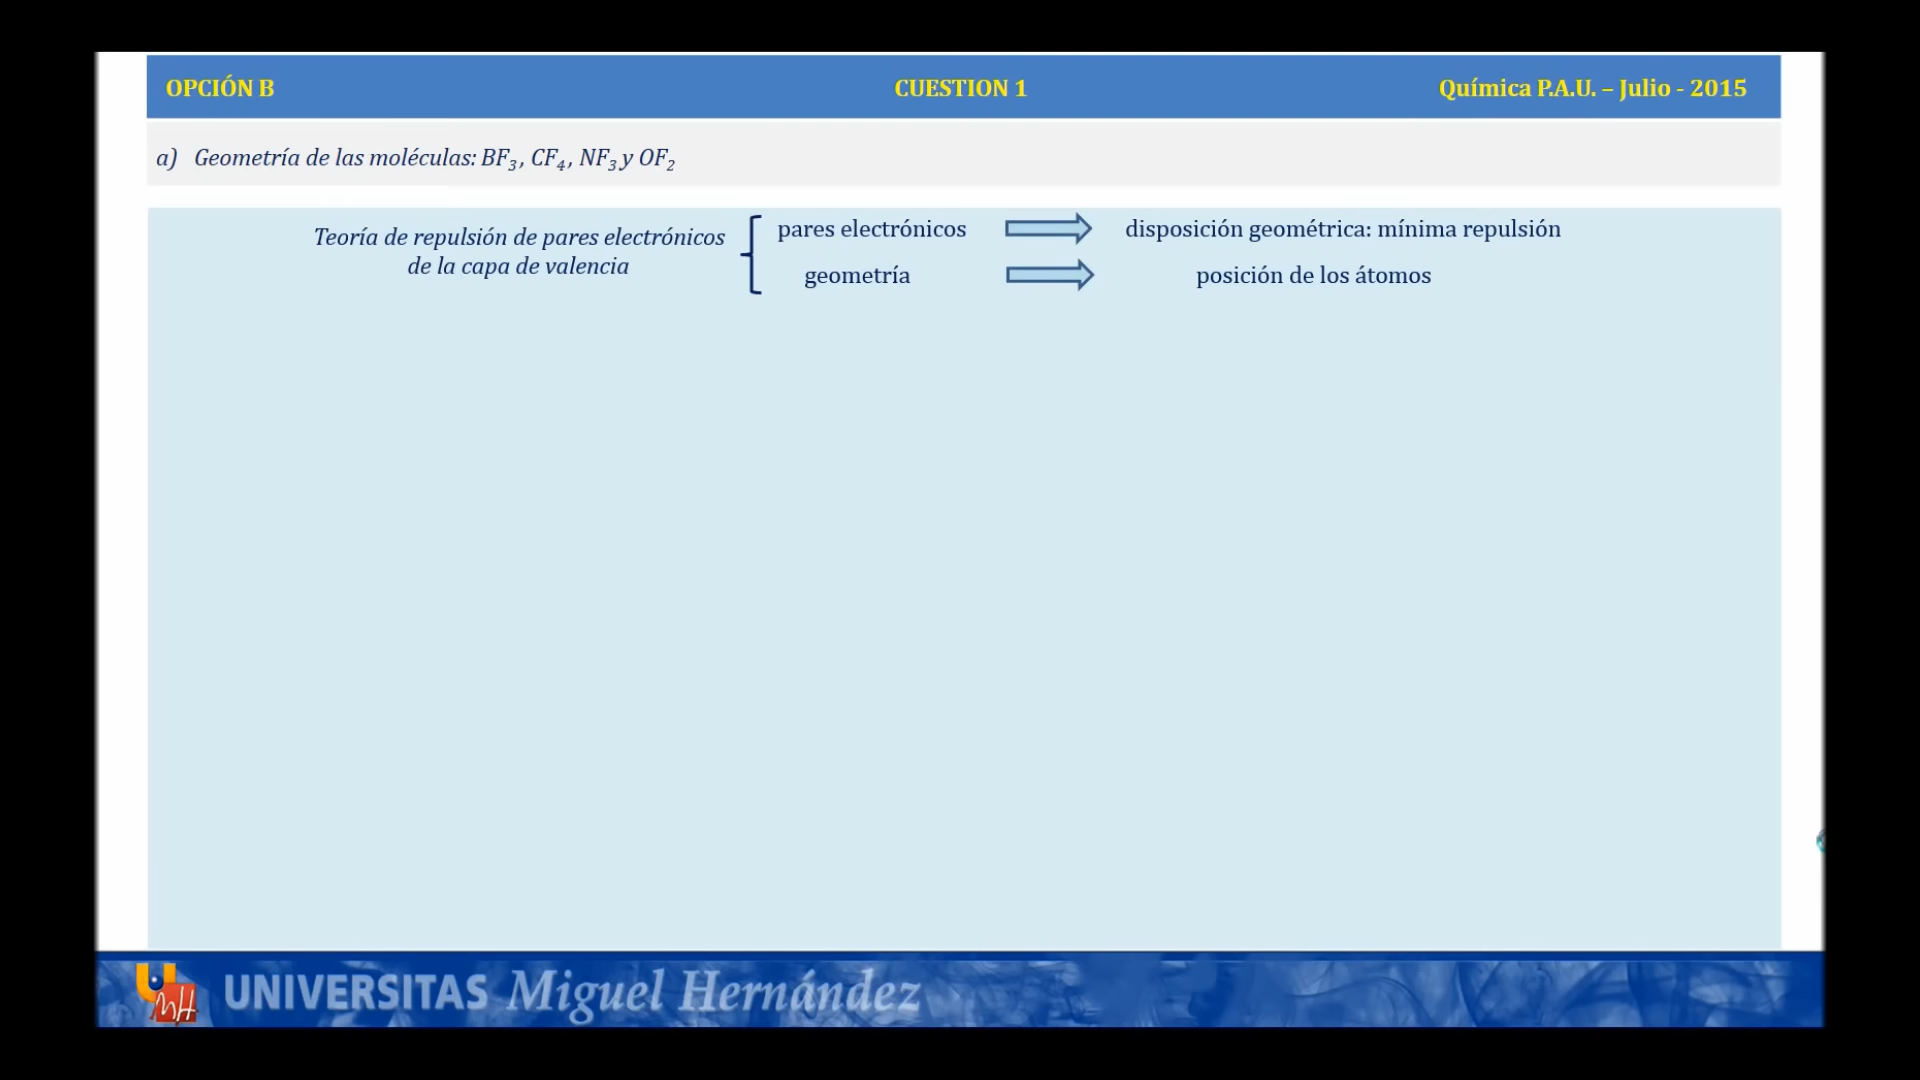 OPCIÓN B CUESTION 1 Química P.A.U. – Julio - 2015
a) Geometría de las moléculas: BF₃, CF₄, NF₃ y OF₂
Teoría de repulsión de pares electrónicos
de la capa de valencia
pares electrónicos disposición geométrica: mínima repulsión
geometría posición de los átomos
UNIVERSITAS Miguel Hernández